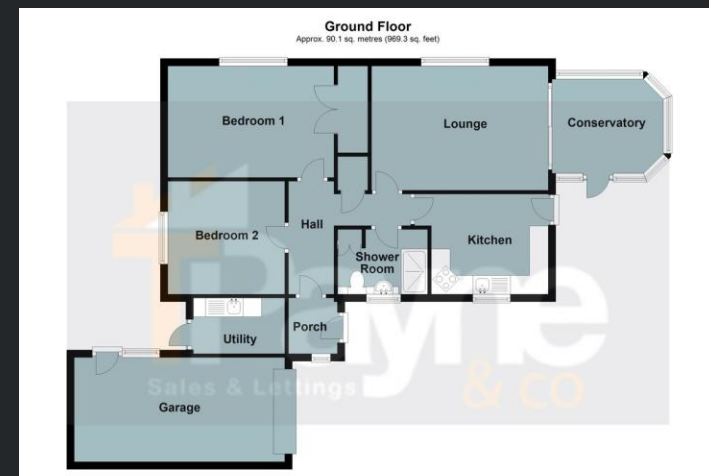 Ground Floor
Approx. 90.1 sq. metres (969.3 sq. feet)
Bedroom 1
Lounge
Conservatory
Bedroom 2
Hall
Kitchen
Shower
Room
Porch
Utility
Garage
Payne
& co
Sales & Lettings